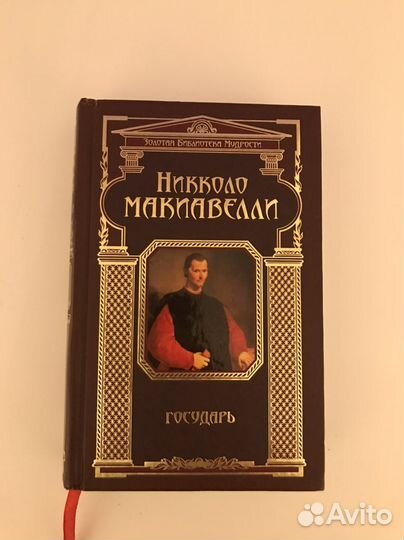 Золотая Библиотека Мудрости
Никколо
МАКИАВЕЛЛИ
ГОСУДАРЬ
Avito